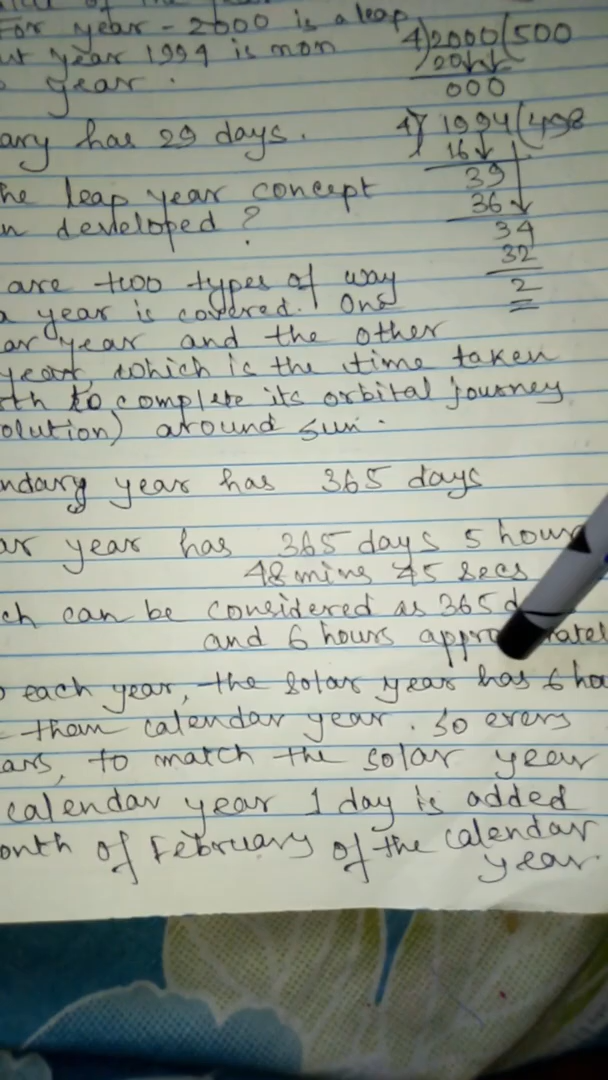 For year - 2000 is a leap
ut year 1994 is non
year.
4)2000(500
20
000
ary has 29 days.
4) 1994(498
16
39
36
34
32
2
he leap year concept
n developed ?
are two types of way
a year is covered. One
ar year and the other
year which is the time taken
rth to complete its orbital journey
olution) around sun.
ndary year has 365 days
ar year has 365 days 5 hours
48 mins 45 secs
ch can be considered as 365 d
and 6 hours appro ratel
each year, the solar year has 6 ho
than calendar year. So every
ars, to match the solar year
calendar year 1 day is added
onth of February of the calendar
year.